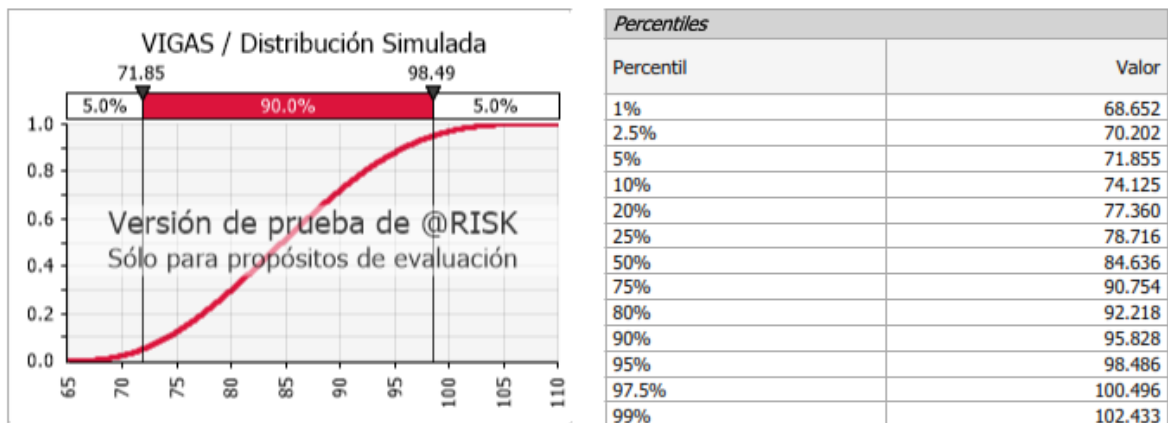 VIGAS / Distribución Simulada
71.85 98.49
5.0% 90.0% 5.0%
1.0
0.8
0.6
0.4
0.2
0.0
Versión de prueba de @RISK
Sólo para propósitos de evaluación
65 70 75 80 85 90 95 100 105 110
Percentiles
Percentil Valor
1% 68.652
2.5% 70.202
5% 71.855
10% 74.125
20% 77.360
25% 78.716
50% 84.636
75% 90.754
80% 92.218
90% 95.828
95% 98.486
97.5% 100.496
99% 102.433